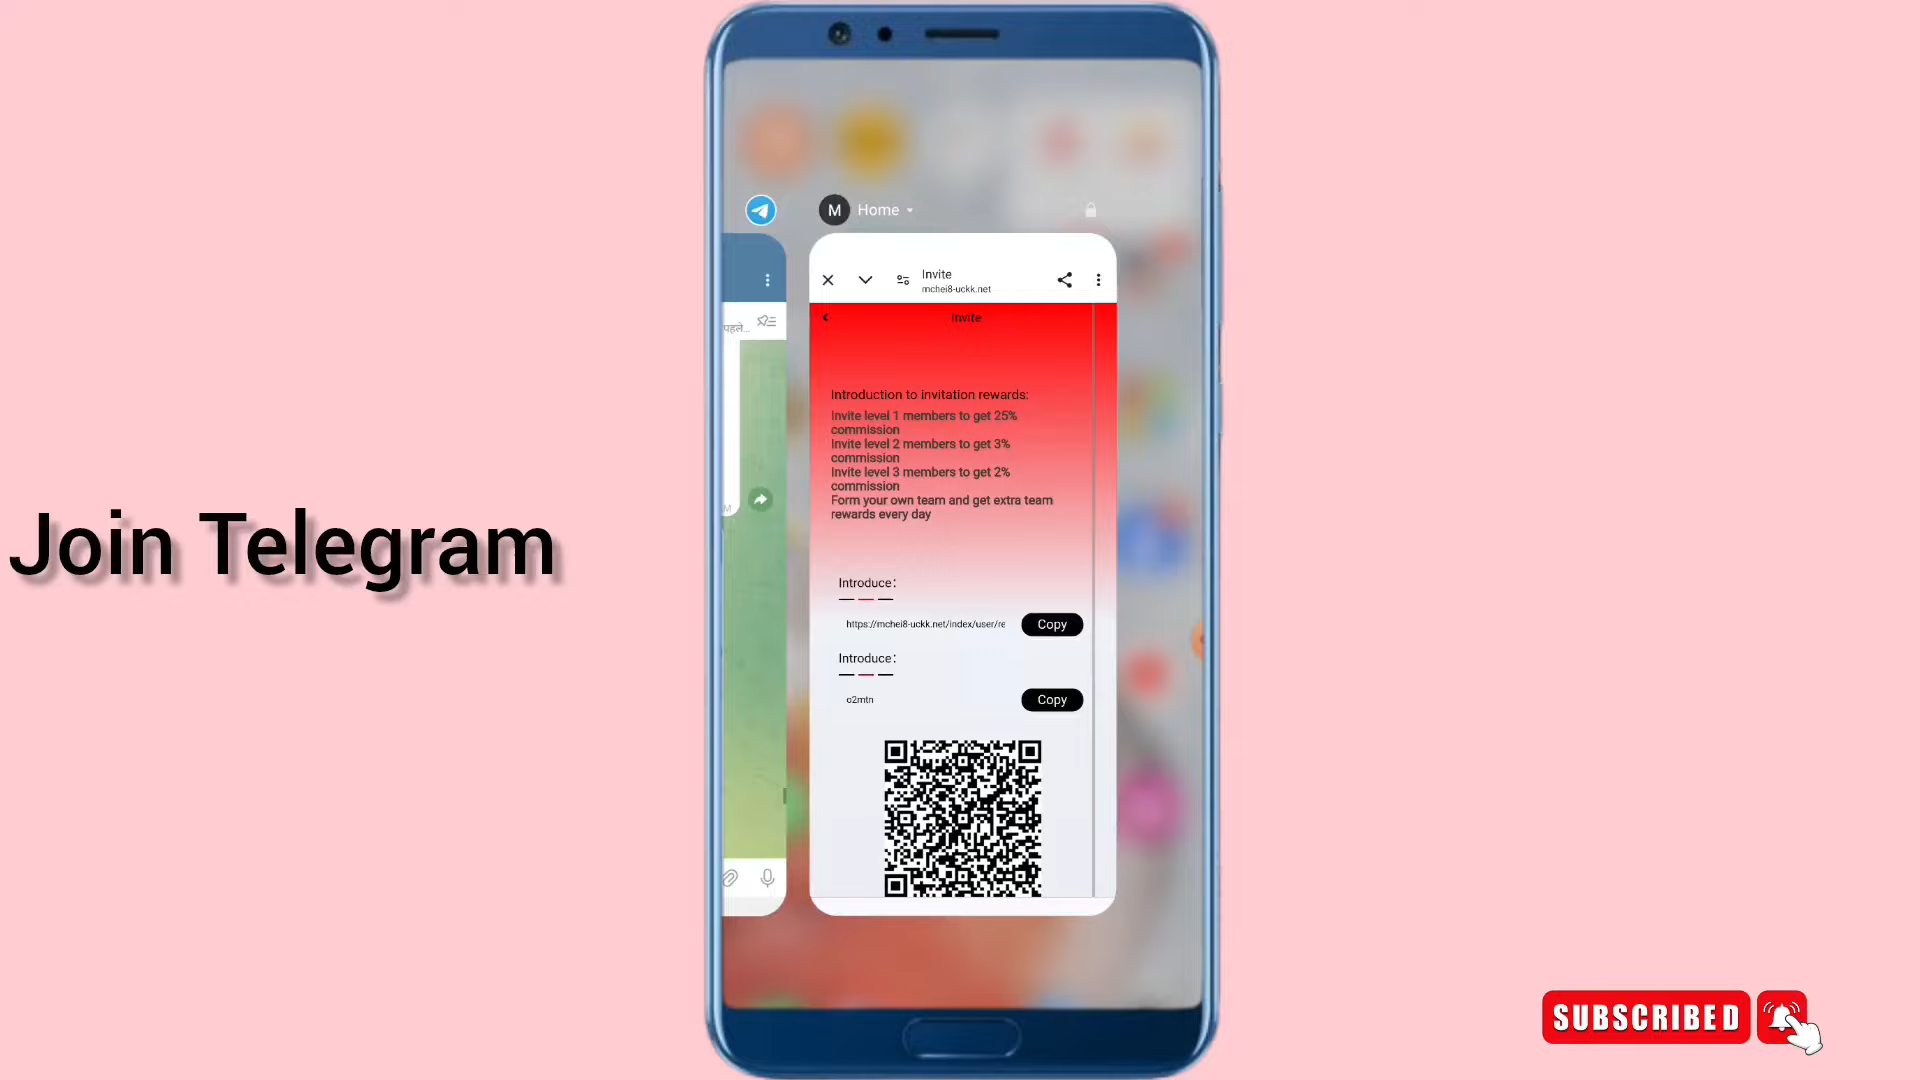 M Home
Invite
mchei8-uckk.net
Invite
पहले...
Introduction to invitation rewards:
Invite level 1 members to get 25%
commission
Invite level 2 members to get 3%
commission
Invite level 3 members to get 2%
commission
Form your own team and get extra team
rewards every day
M
Join Telegram
Introduce:
https://mchei8-uckk.net/index/user/re
Copy
Introduce:
o2mtn
Copy
SUBSCRIBED